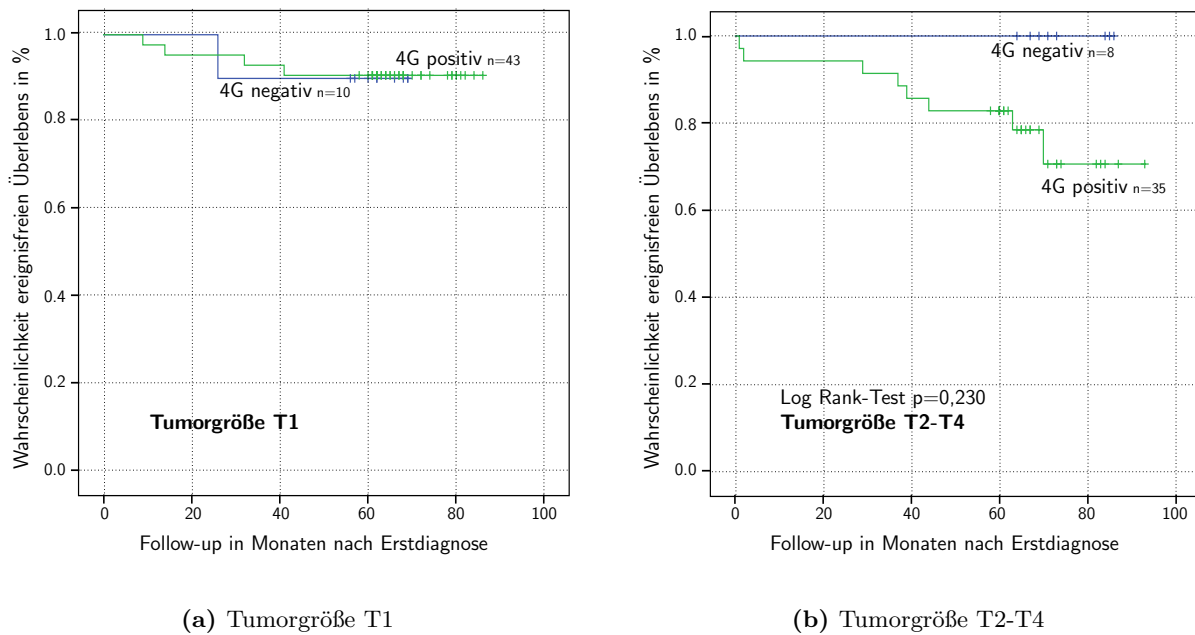 Wahrscheinlichkeit ereignisfreien Überlebens in %
1.0
0.8
0.6
0.4
0.2
0.0
4G positiv n=43
4G negativ n=10
Tumorgröße T1
0 20 40 60 80 100
Follow-up in Monaten nach Erstdiagnose
(a) Tumorgröße T1
Wahrscheinlichkeit ereignisfreien Überlebens in %
1.0
0.8
0.6
0.4
0.2
0.0
4G negativ n=8
4G positiv n=35
Log Rank-Test p=0,230
Tumorgröße T2-T4
0 20 40 60 80 100
Follow-up in Monaten nach Erstdiagnose
(b) Tumorgröße T2-T4